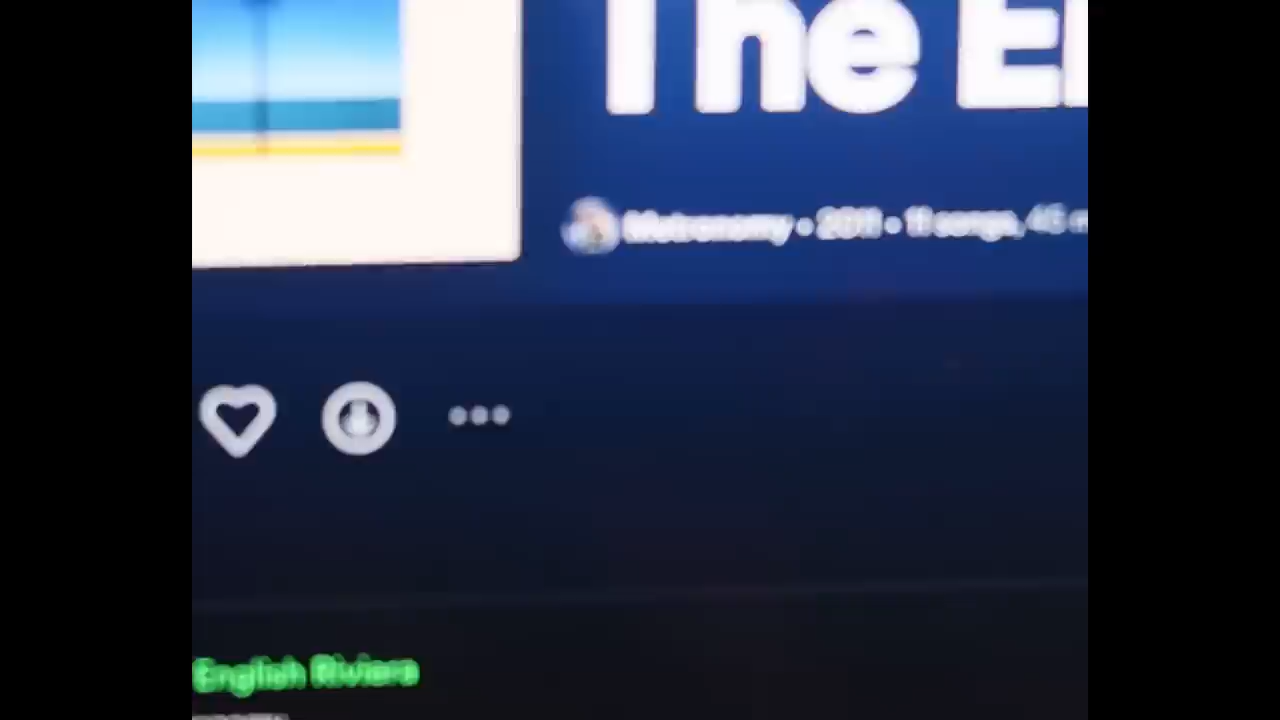 The E
Metronomy • 2011 • 11 songs, 45 m
English Riviera